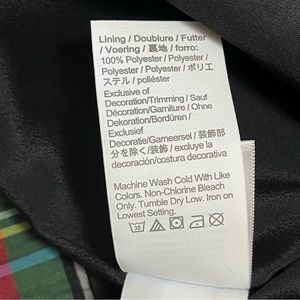 Lining / Doublure / Futter
/ Voering / 裏地 / forro:
100% Polyester / Polyester
/ Polyester / Polyester /
Polyester / Polyester / ポリエ
ステル / poliéster
Exclusive of
Decoration/Trimming / Sauf
Décoration/Garniture / Ohne
Dekoration/Bordüren /
Exclusief
Decoratie/Garneersel / 装飾部
分を除く/装飾 / excluye la
decoración/costura decorativa
Machine Wash Cold With Like
Colors. Non-Chlorine Bleach
Only. Tumble Dry Low. Iron on
Lowest Setting.
30